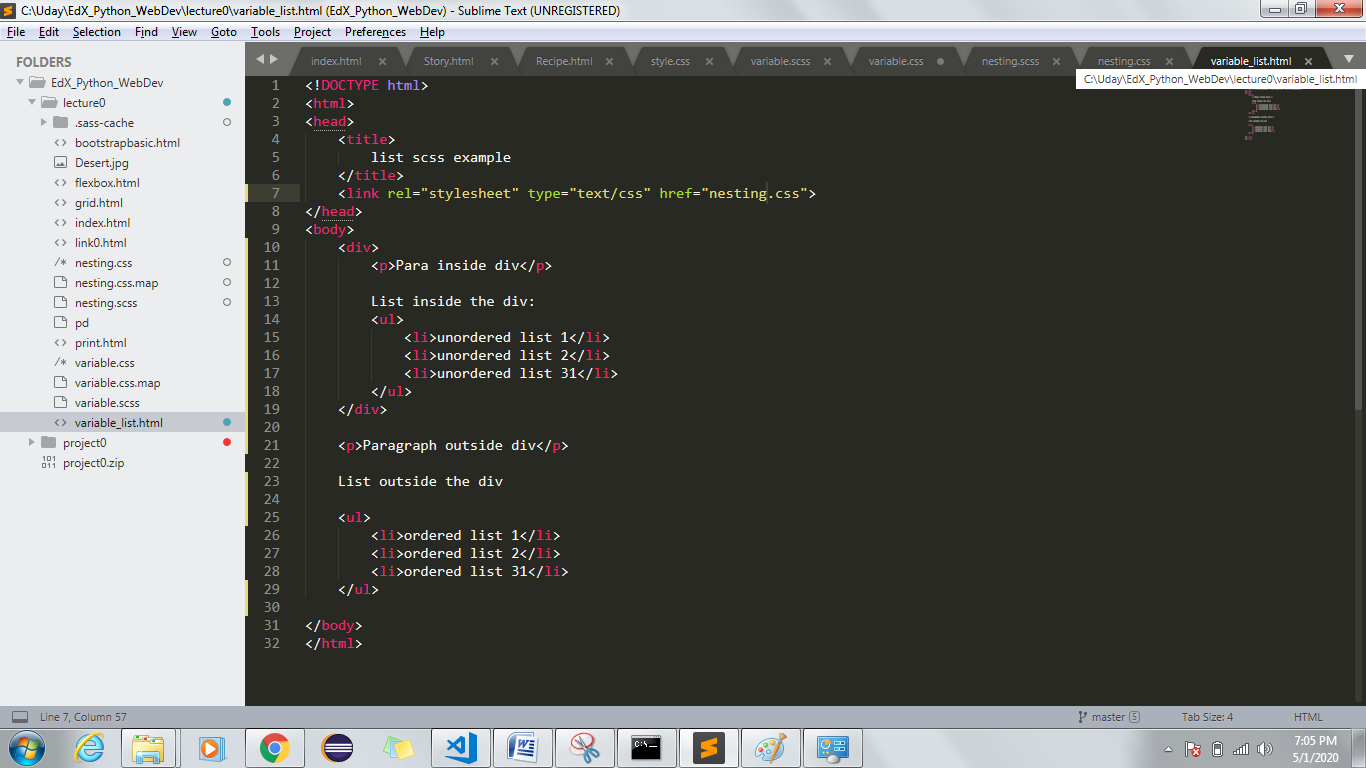 C:\Uday\EdX_Python_WebDev\lecture0\variable_list.html (EdX_Python_WebDev) - Sublime Text (UNREGISTERED)
File Edit Selection Find View Goto Tools Project Preferences Help
FOLDERS
EdX_Python_WebDev
lecture0
.sass-cache
bootstrapbasic.html
Desert.jpg
flexbox.html
grid.html
index.html
link0.html
nesting.css
nesting.css.map
nesting.scss
pd
print.html
variable.css
variable.css.map
variable.scss
variable_list.html
project0
project0.zip
index.html Story.html Recipe.html style.css variable.scss variable.css nesting.scss nesting.css variable_list.html
C:\Uday\EdX_Python_WebDev\lecture0\variable_list.html
1 <!DOCTYPE html>
2 <html>
3 <head>
4 <title>
5 list scss example
6 </title>
7 <link rel="stylesheet" type="text/css" href="nesting.css">
8 </head>
9 <body>
10 <div>
11 <p>Para inside div</p>
12
13 List inside the div:
14 <ul>
15 <li>unordered list 1</li>
16 <li>unordered list 2</li>
17 <li>unordered list 31</li>
18 </ul>
19 </div>
20
21 <p>Paragraph outside div</p>
22
23 List outside the div
24
25 <ul>
26 <li>ordered list 1</li>
27 <li>ordered list 2</li>
28 <li>ordered list 31</li>
29 </ul>
30
31 </body>
32 </html>
Line 7, Column 57 master 5 Tab Size: 4 HTML
7:05 PM
5/1/2020